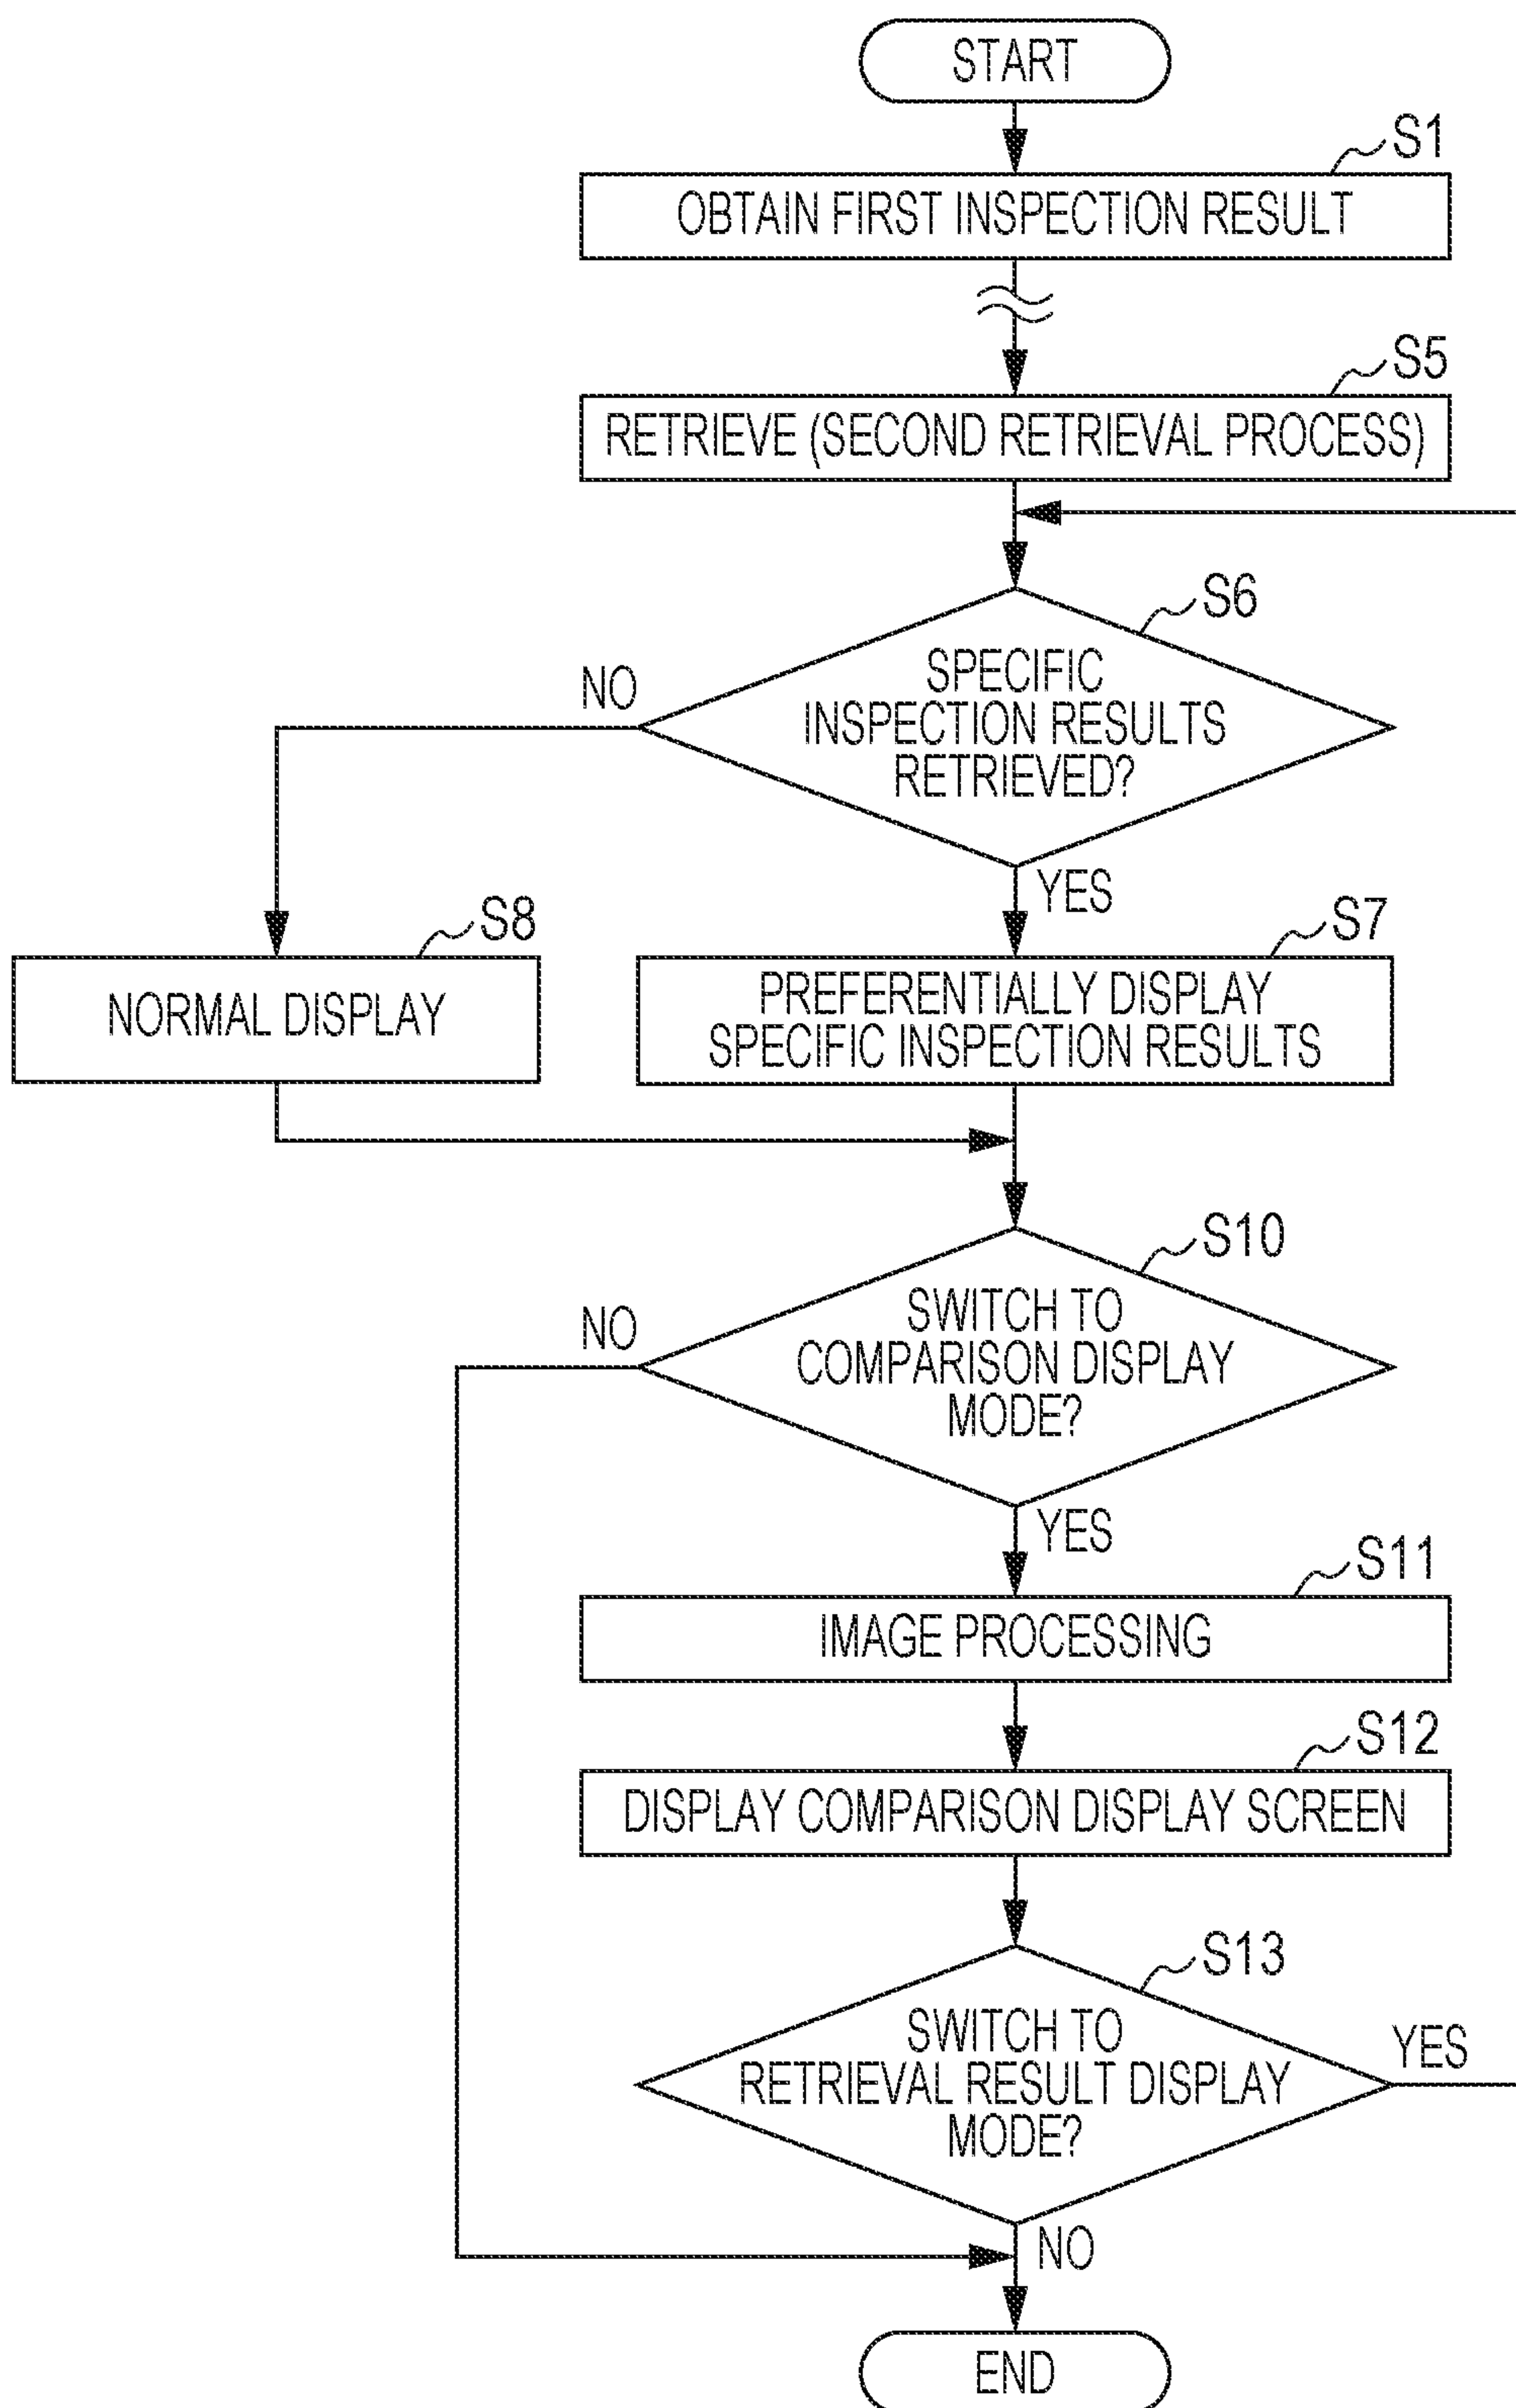 START
S1
OBTAIN FIRST INSPECTION RESULT
S5
RETRIEVE (SECOND RETRIEVAL PROCESS)
S6
NO
SPECIFIC
INSPECTION RESULTS
RETRIEVED?
YES
S8
S7
NORMAL DISPLAY
PREFERENTIALLY DISPLAY
SPECIFIC INSPECTION RESULTS
S10
NO
SWITCH TO
COMPARISON DISPLAY
MODE?
YES
S11
IMAGE PROCESSING
S12
DISPLAY COMPARISON DISPLAY SCREEN
S13
SWITCH TO
RETRIEVAL RESULT DISPLAY
MODE?
YES
NO
END